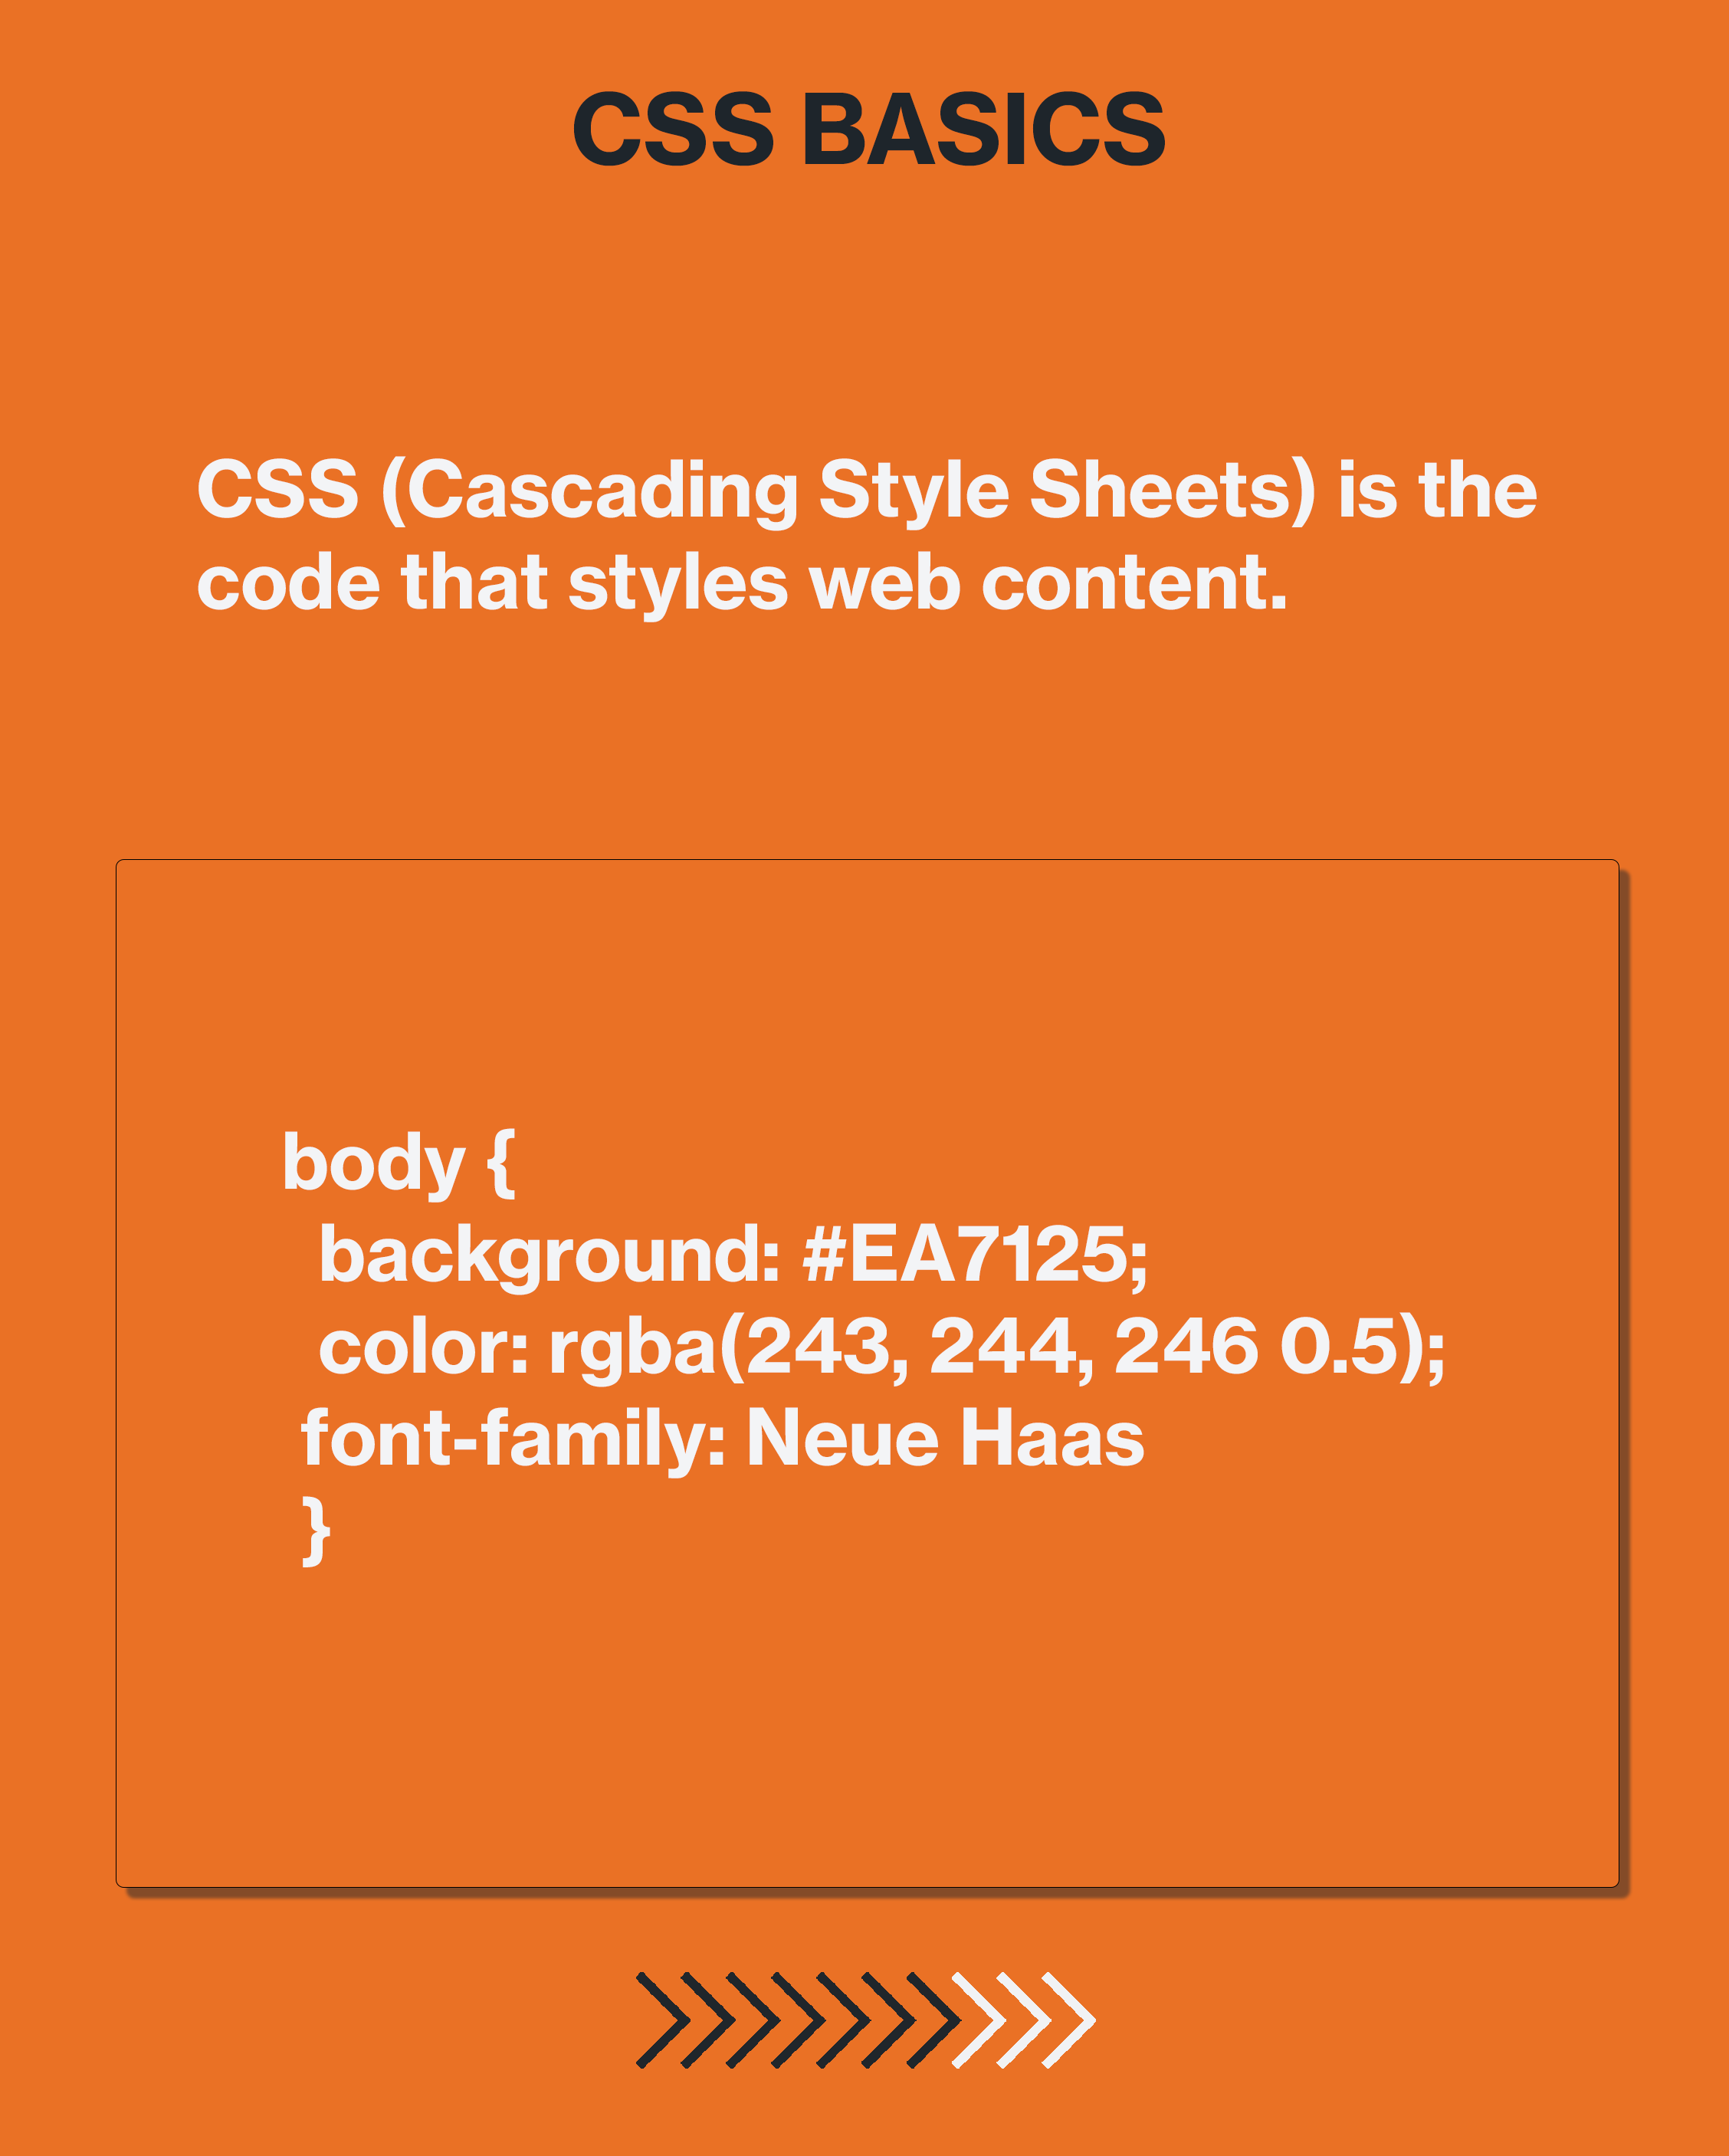 CSS BASICS
CSS (Cascading Style Sheets) is the
code that styles web content.
body {
background: #EA7125;
color: rgba(243, 244, 246 0.5);
font-family: Neue Haas
}